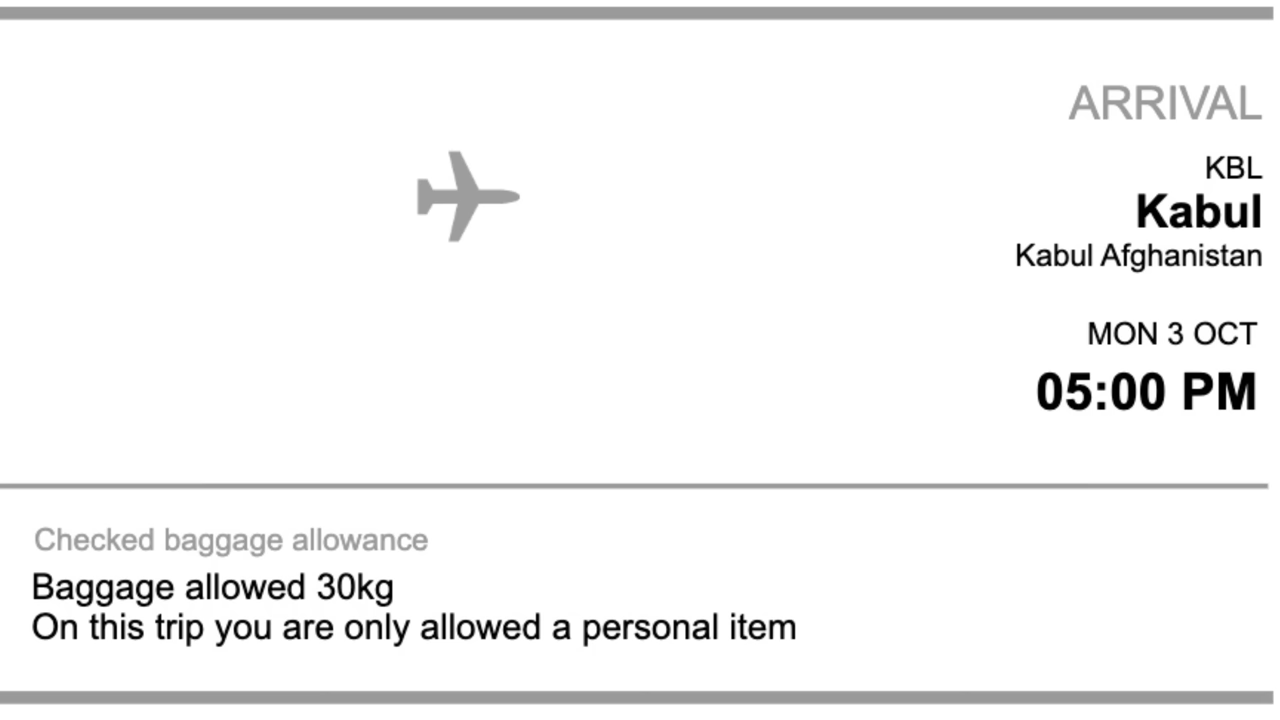 ARRIVAL
KBL
Kabul
Kabul Afghanistan
MON 3 OCT
05:00 PM
Checked baggage allowance
Baggage allowed 30kg
On this trip you are only allowed a personal item